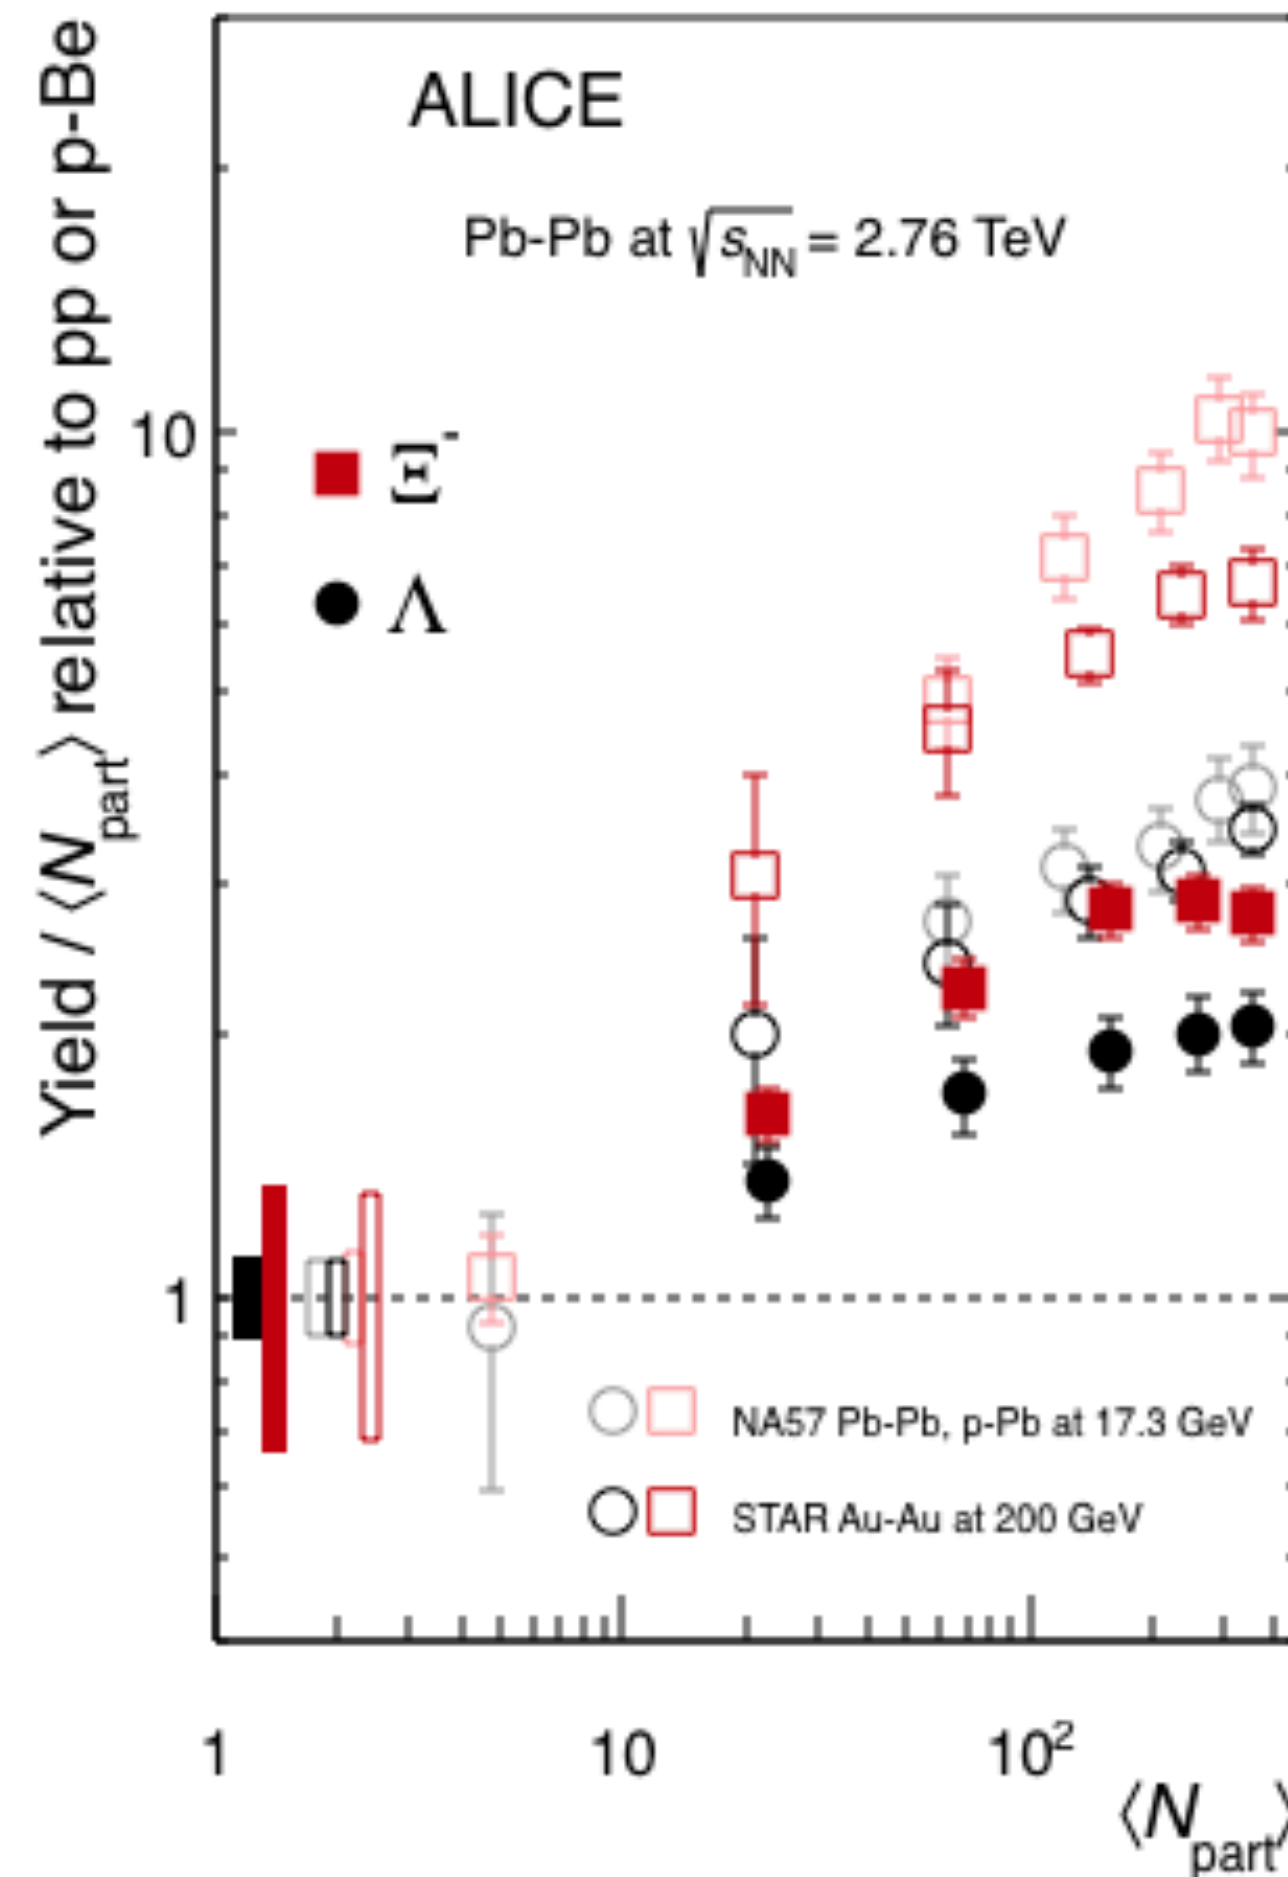 Yield / ⟨Npart⟩ relative to pp or p-Be
ALICE
Pb-Pb at √sNN = 2.76 TeV
10
Ξ-
Λ
1
NA57 Pb-Pb, p-Pb at 17.3 GeV
STAR Au-Au at 200 GeV
1 10 10²
⟨Npart⟩